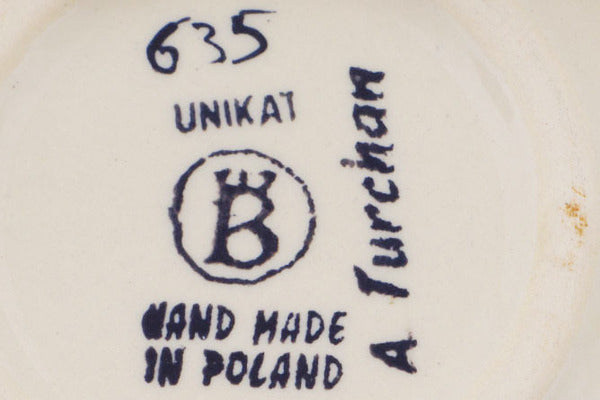 635
UNIKAT
B
HAND MADE
IN POLAND
A Turchan